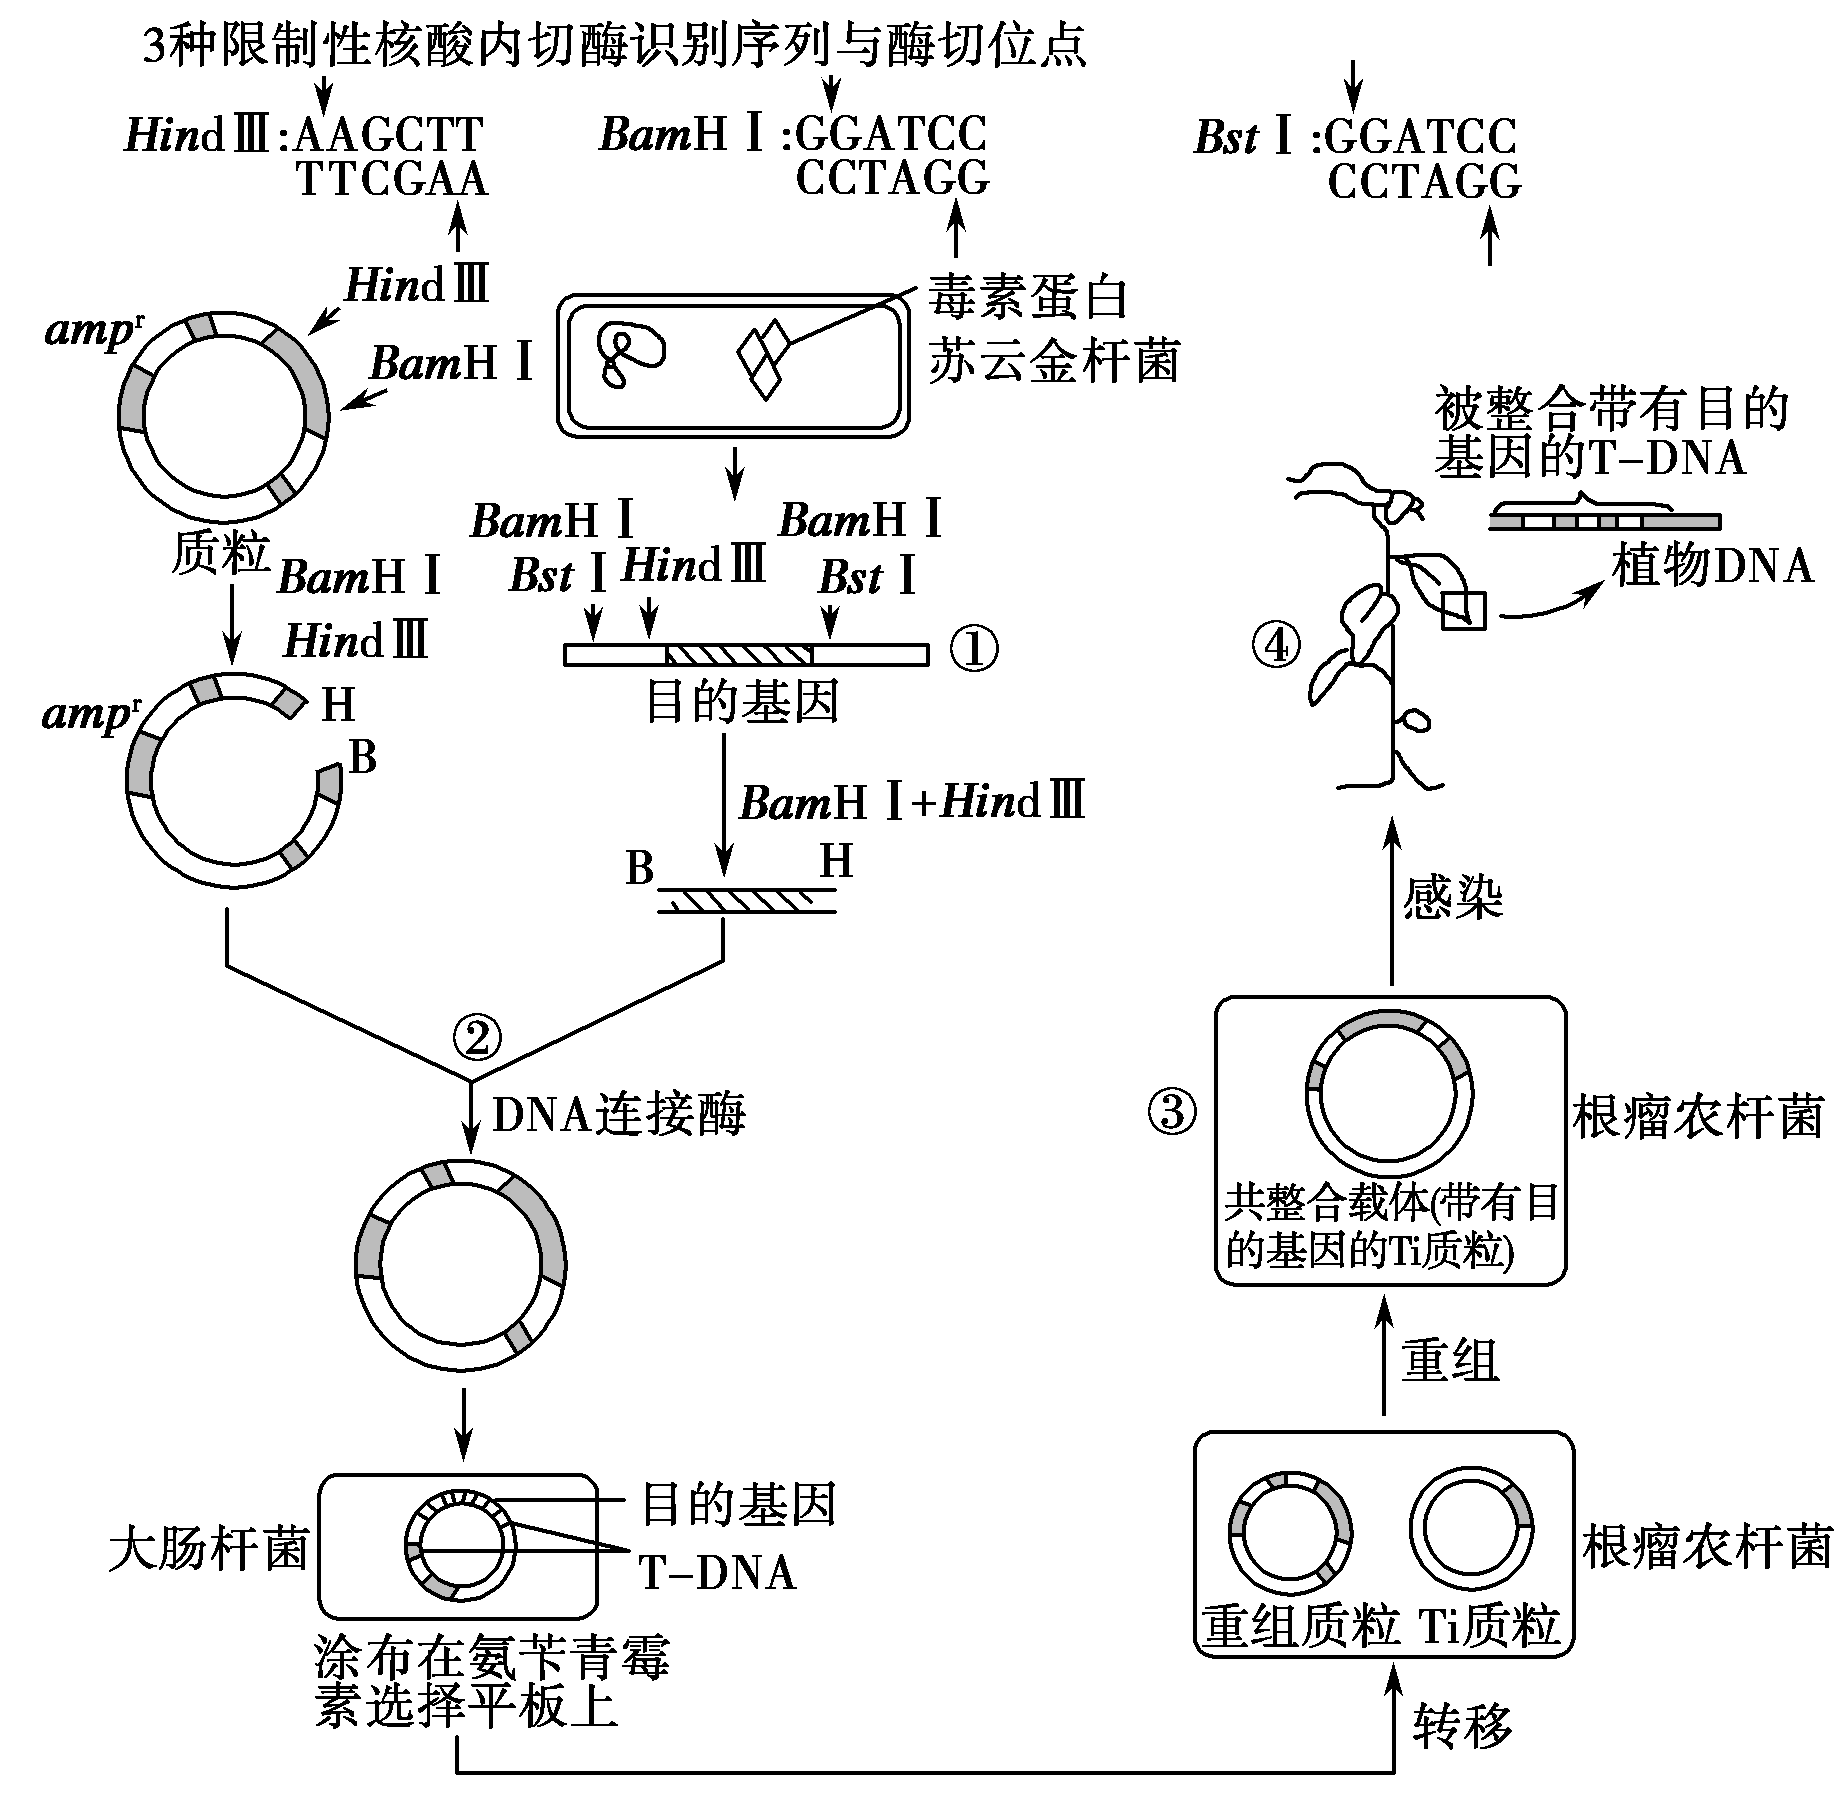 3种限制性核酸内切酶识别序列与酶切位点
HindⅢ:AAGCTT
TTCGAA
BamHⅠ:GGATCC
CCTAGG
BstⅠ:GGATCC
CCTAGG
HindⅢ
ampʳ
BamHⅠ
质粒
毒素蛋白
苏云金杆菌
BamHⅠ
HindⅢ
BamHⅠ
BstⅠ
HindⅢ
BamHⅠ
BstⅠ
①
目的基因
ampʳ
H
B
BamHⅠ+HindⅢ
B
H
②
DNA连接酶
大肠杆菌
目的基因
T-DNA
涂布在氨苄青霉
素选择平板上
转移
重组质粒
Ti质粒
根瘤农杆菌
重组
③
共整合载体(带有目
的基因的Ti质粒)
根瘤农杆菌
感染
④
被整合带有目的
基因的T-DNA
植物DNA